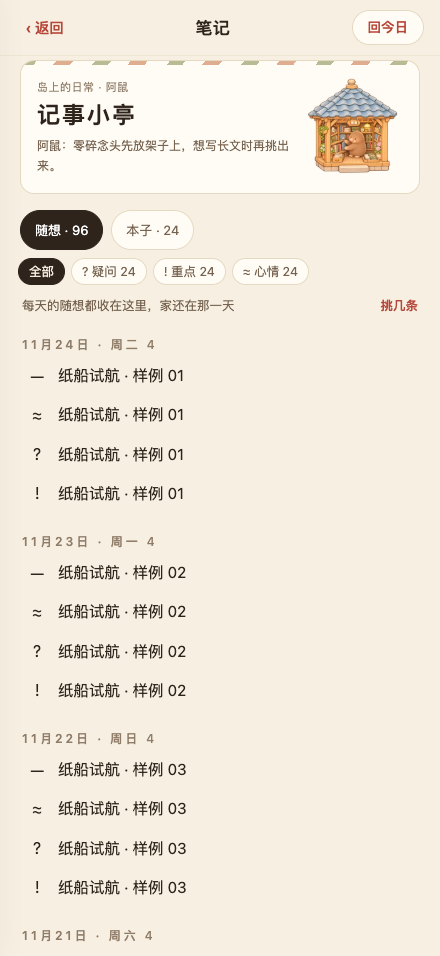 ‹ 返回 笔记 回今日
岛上的日常 · 阿鼠
记事小亭
阿鼠：零碎念头先放架子上，想写长文时再挑出
来。
随想 · 96 本子 · 24
全部 ? 疑问 24 ! 重点 24 ≈ 心情 24
每天的随想都收在这里，家还在那一天 挑几条
11月24日 · 周二 4
— 纸船试航 · 样例 01
≈ 纸船试航 · 样例 01
? 纸船试航 · 样例 01
! 纸船试航 · 样例 01
11月23日 · 周一 4
— 纸船试航 · 样例 02
≈ 纸船试航 · 样例 02
? 纸船试航 · 样例 02
! 纸船试航 · 样例 02
11月22日 · 周日 4
— 纸船试航 · 样例 03
≈ 纸船试航 · 样例 03
? 纸船试航 · 样例 03
! 纸船试航 · 样例 03
11月21日 · 周六 4